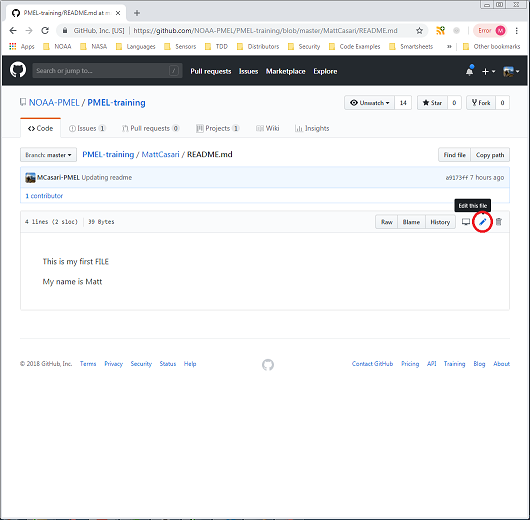 PMEL-training/README.md at m
GitHub, Inc. [US] | https://github.com/NOAA-PMEL/PMEL-training/blob/master/MattCasari/README.md
Error M
Apps NOAA NASA Languages Sensors TDD Distributors Security Code Examples Smartsheets » Other bookmarks
Search or jump to... / Pull requests Issues Marketplace Explore
NOAA-PMEL / PMEL-training Unwatch 14 Star 0 Fork 0
Code Issues 1 Pull requests 0 Projects 1 Wiki Insights
Branch: master PMEL-training / MattCasari / README.md Find file Copy path
MCasari-PMEL Updating readme a9173ff 7 hours ago
1 contributor
Edit this file
4 lines (2 sloc) 39 Bytes Raw Blame History
This is my first FILE
My name is Matt
© 2018 GitHub, Inc. Terms Privacy Security Status Help Contact GitHub Pricing API Training Blog About